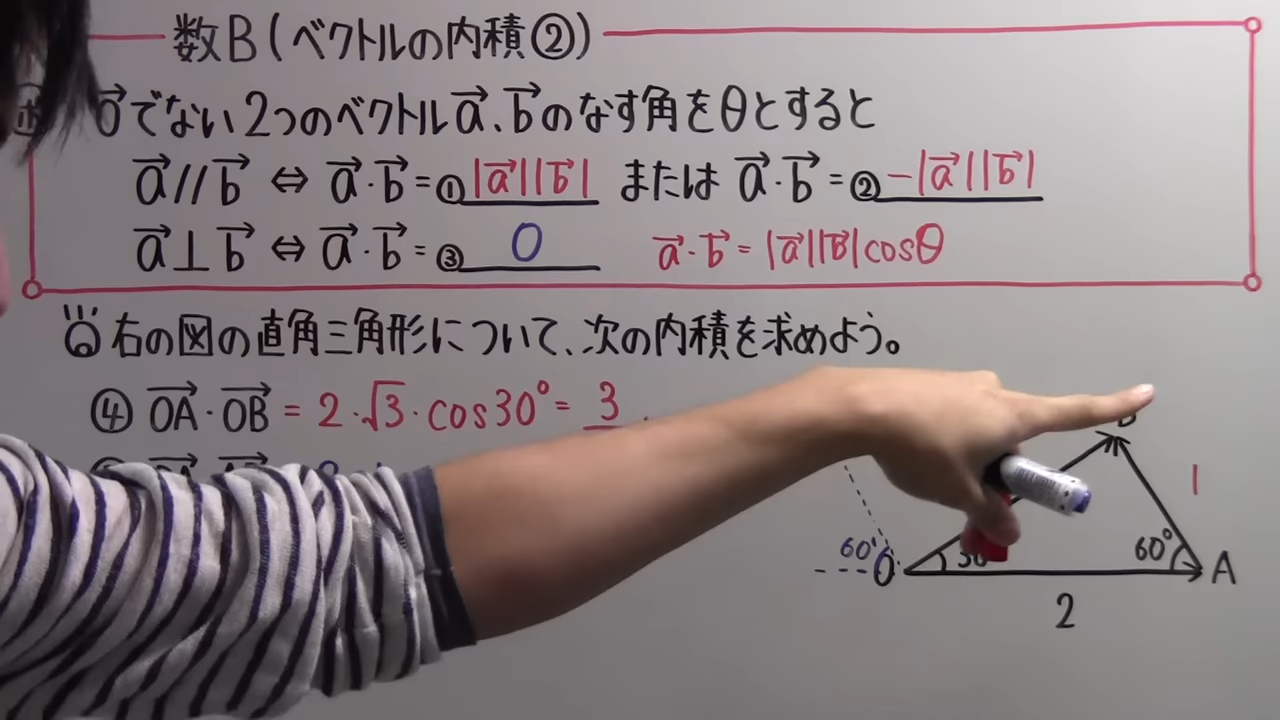 数B(ベクトルの内積②)
0でない2つのベクトルa、bのなす角をθとすると
a//b ⇔ a・b=①|a||b| または a・b=②-|a||b|
a⊥b ⇔ a・b=③0 a・b=|a||b|cosθ
右の図の直角三角形について、次の内積を求めよう。
④ OA・OB = 2・√3・cos30°= 3
B
1
60°
60°
O
A
2